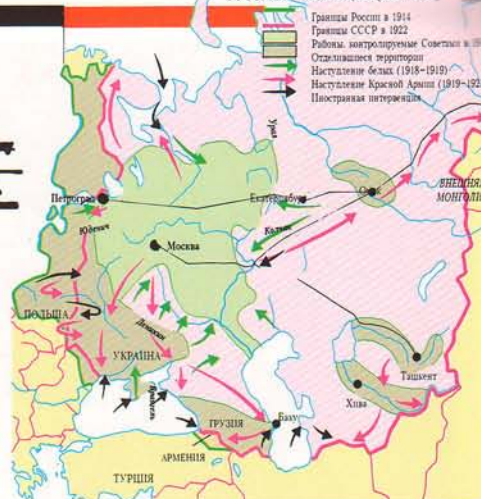 Границы России в 1914
Границы СССР в 1922
Районы, контролируемые Советами в
Отделившиеся территории
Наступление белых (1918-1919)
Наступление Красной Армии (1919-192
Иностранная интервенция
Урал
Петроград
Екатеринбург
Омск
ВНЕШНЯЯ
МОНГОЛИЯ
Юденич
Колчак
Москва
ПОЛЬША
Деникин
УКРАИНА
Врангель
Ташкент
Хива
Баку
ГРУЗИЯ
АРМЕНИЯ
ТУРЦИЯ